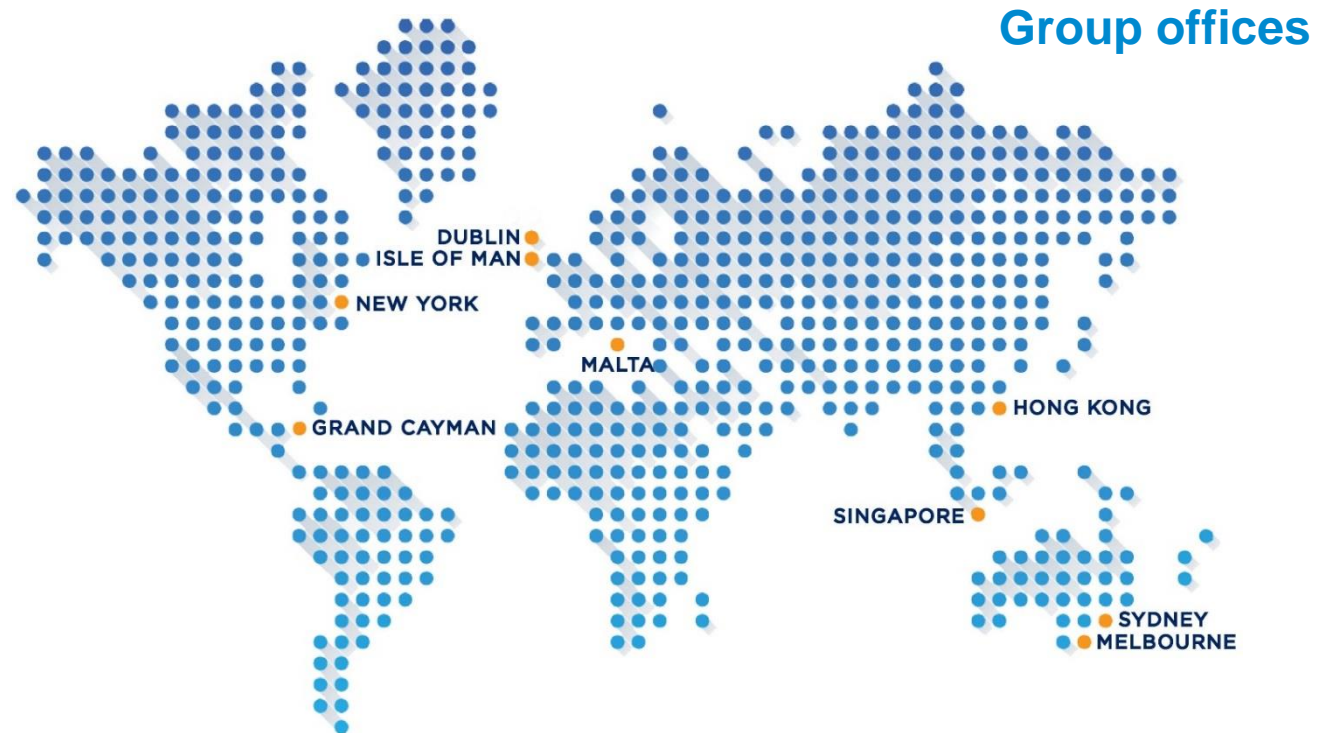 Group offices
DUBLIN
ISLE OF MAN
NEW YORK
MALTA
HONG KONG
GRAND CAYMAN
SINGAPORE
SYDNEY
MELBOURNE